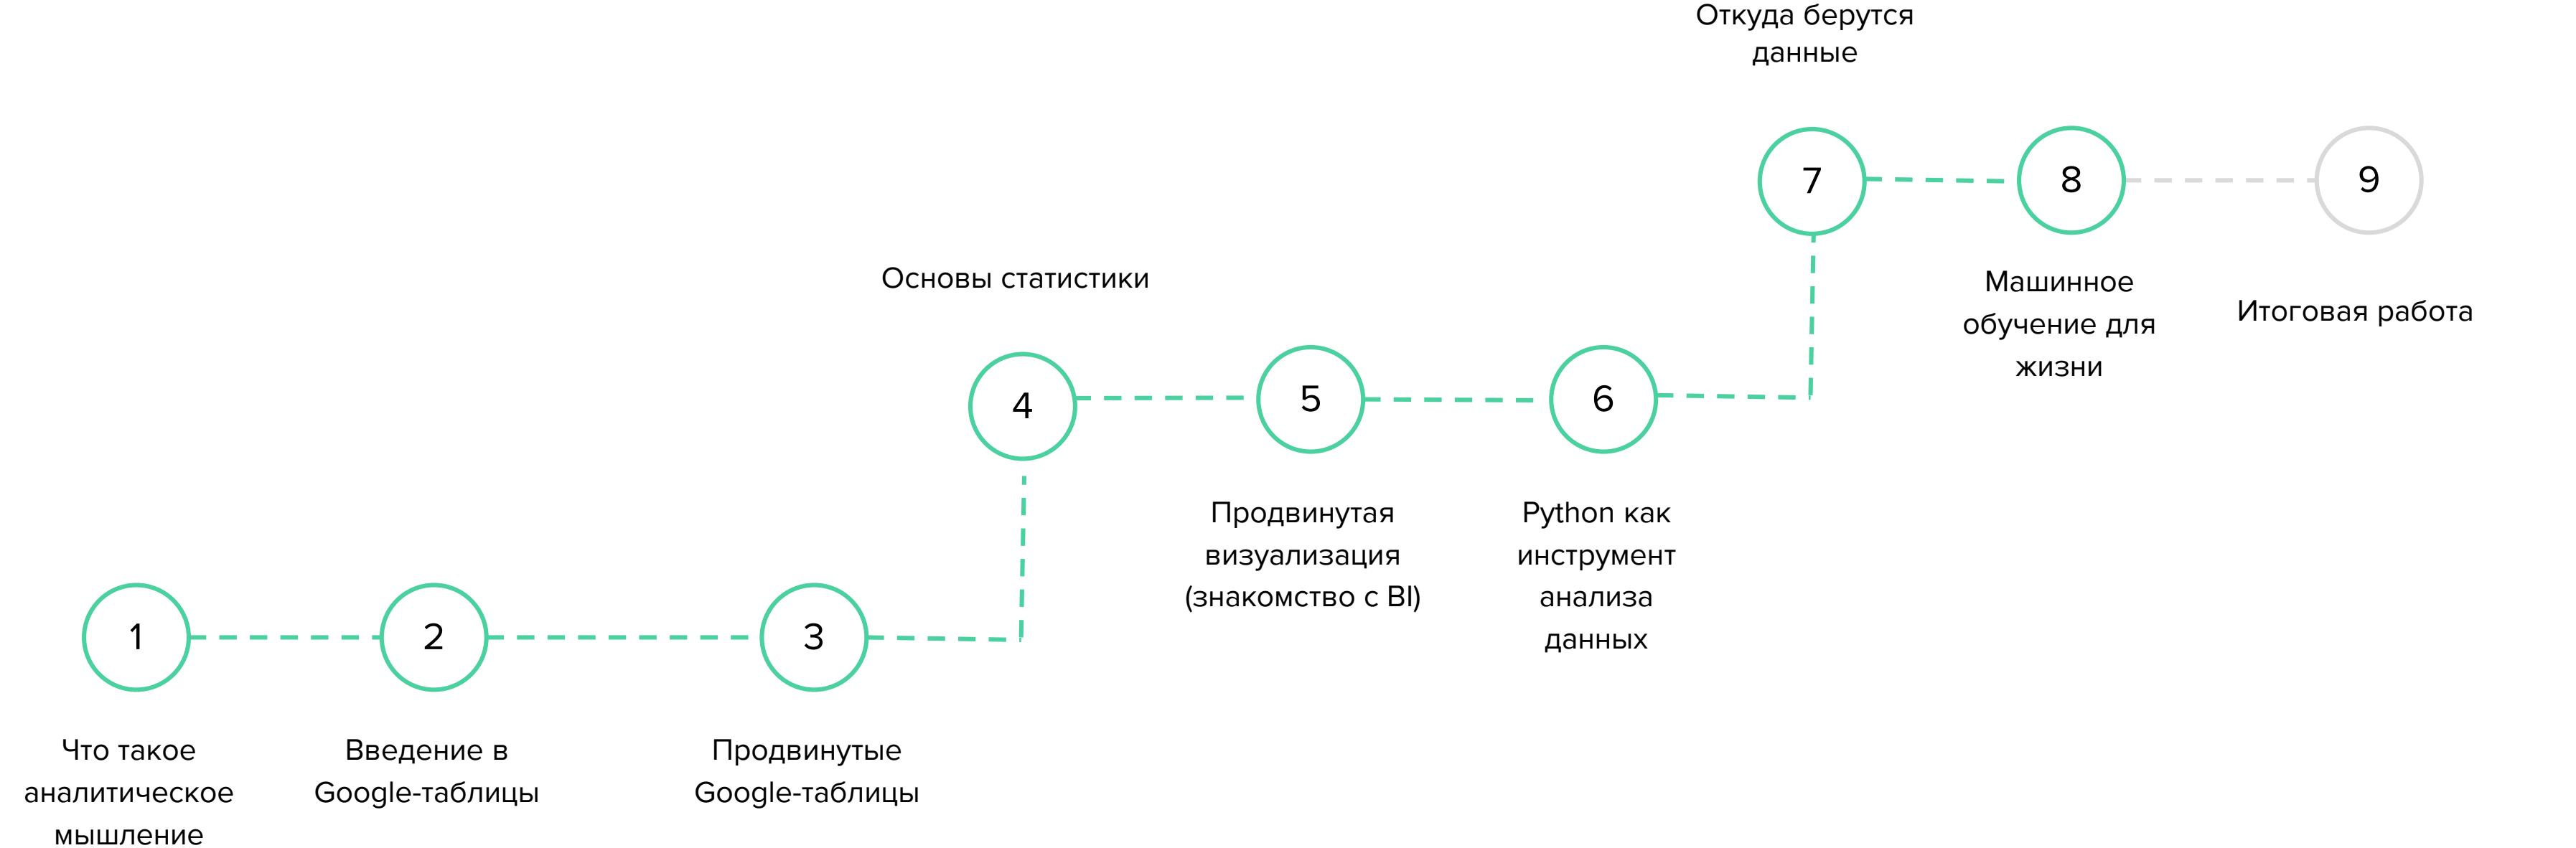 Откуда берутся
данные
7
8
9
Машинное
обучение для
жизни
Итоговая работа
Основы статистики
4
5
6
Продвинутая
визуализация
(знакомство с BI)
Python как
инструмент
анализа
данных
1
2
3
Что такое
аналитическое
мышление
Введение в
Google-таблицы
Продвинутые
Google-таблицы